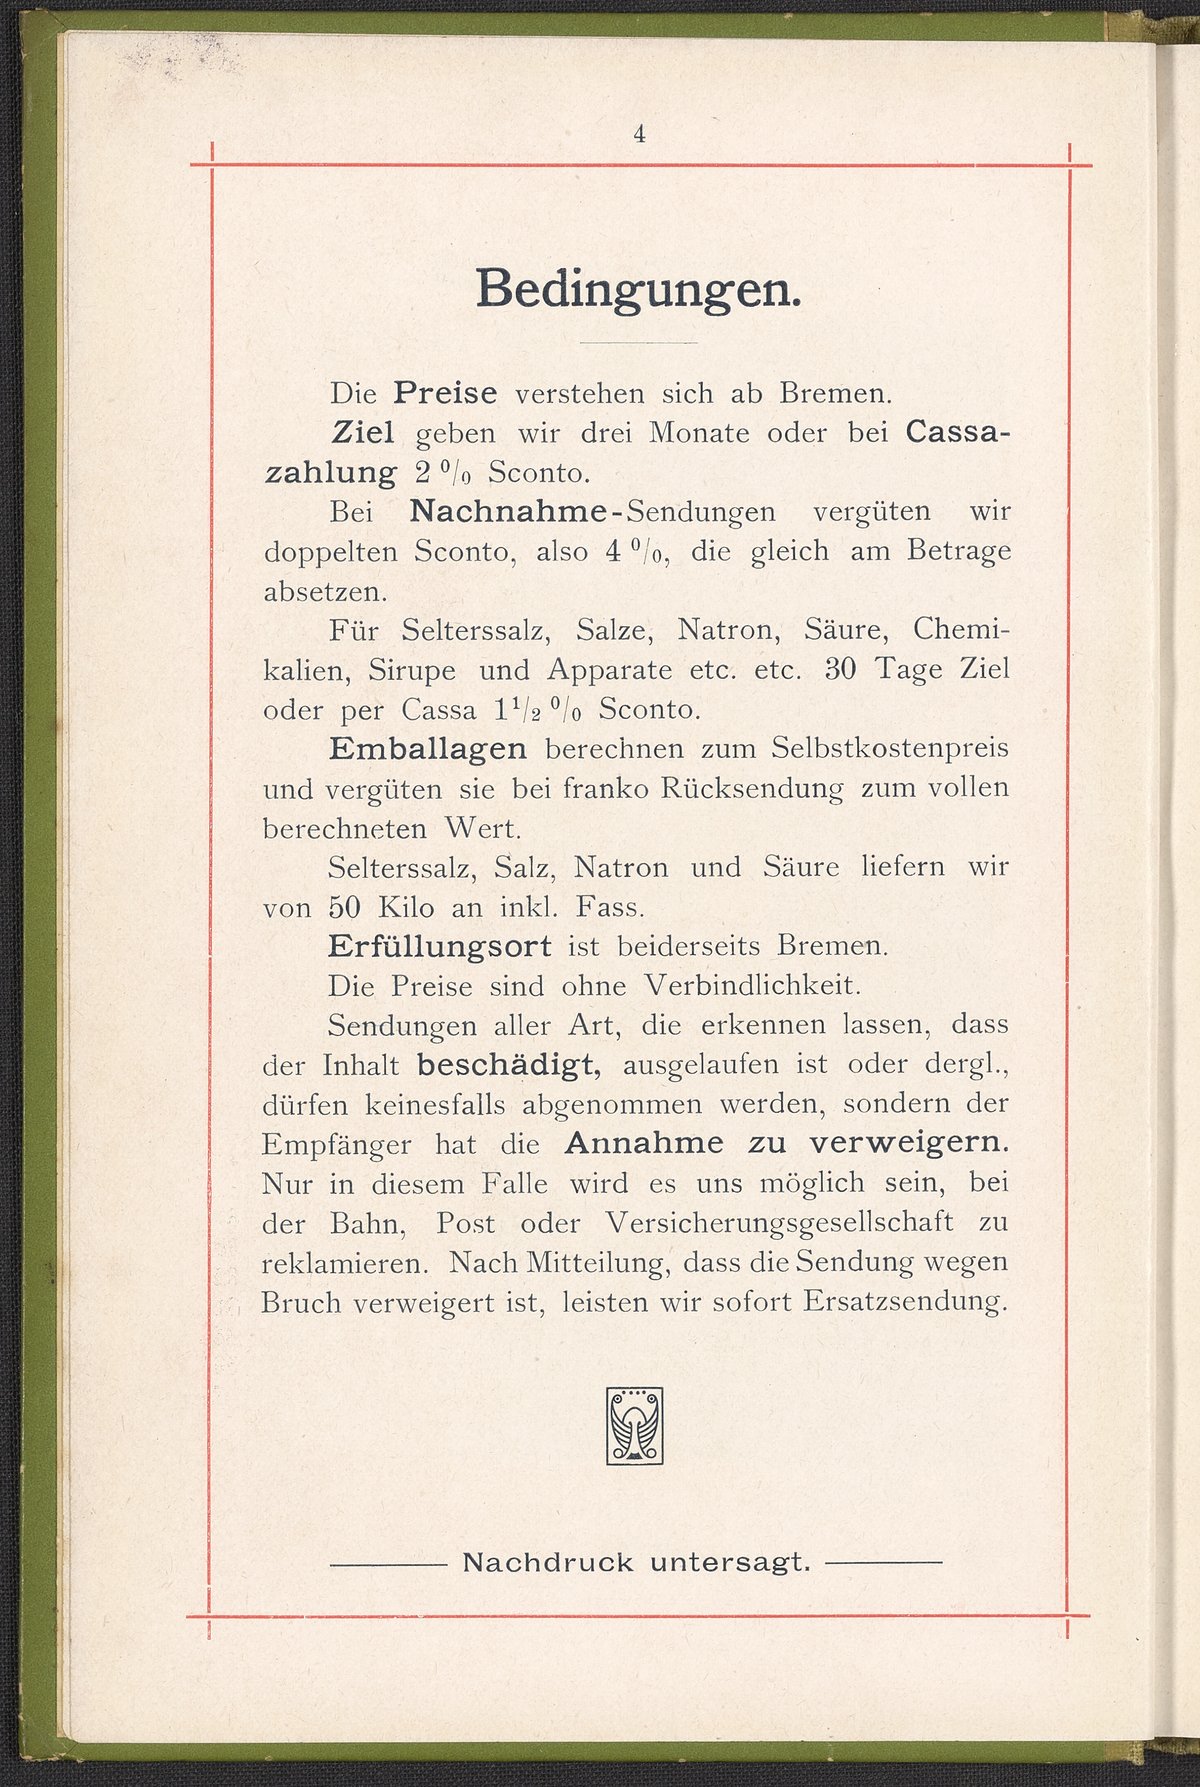 4
Bedingungen.
Die Preise verstehen sich ab Bremen.
Ziel geben wir drei Monate oder bei Cassa-
zahlung 2 % Sconto.
Bei Nachnahme-Sendungen vergüten wir
doppelten Sconto, also 4 %, die gleich am Betrage
absetzen.
Für Selterssalz, Salze, Natron, Säure, Chemi-
kalien, Sirupe und Apparate etc. etc. 30 Tage Ziel
oder per Cassa 1 1/2 % Sconto.
Emballagen berechnen zum Selbstkostenpreis
und vergüten sie bei franko Rücksendung zum vollen
berechneten Wert.
Selterssalz, Salz, Natron und Säure liefern wir
von 50 Kilo an inkl. Fass.
Erfüllungsort ist beiderseits Bremen.
Die Preise sind ohne Verbindlichkeit.
Sendungen aller Art, die erkennen lassen, dass
der Inhalt beschädigt, ausgelaufen ist oder dergl.,
dürfen keinesfalls abgenommen werden, sondern der
Empfänger hat die Annahme zu verweigern.
Nur in diesem Falle wird es uns möglich sein, bei
der Bahn, Post oder Versicherungsgesellschaft zu
reklamieren. Nach Mitteilung, dass die Sendung wegen
Bruch verweigert ist, leisten wir sofort Ersatzsendung.
Nachdruck untersagt.